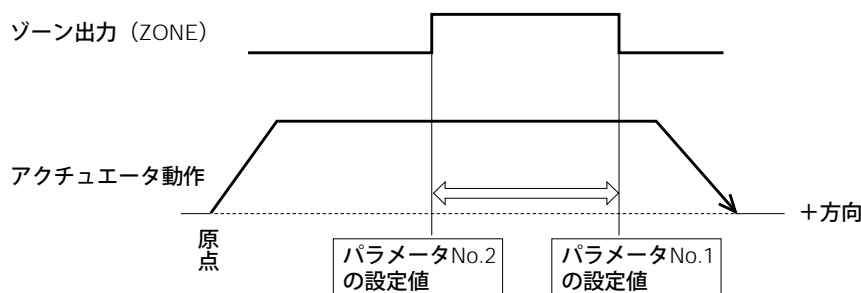 ゾーン出力（ZONE）
アクチュエータ動作
＋方向
原点
パラメータNo.2
の設定値
パラメータNo.1
の設定値